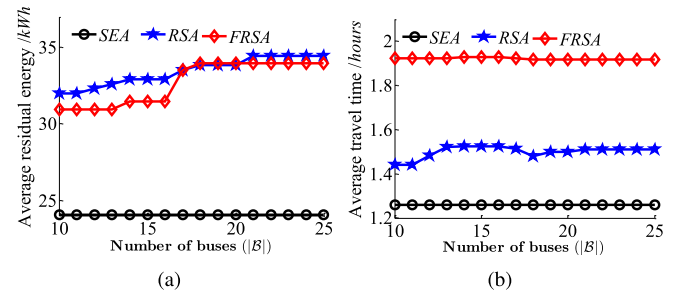 Average residual energy /kWh
35
31
25
SEA RSA FRSA
10 15 20 25
Number of buses (|B|)
(a)
Average travel time /hours
2
1.8
1.6
1.4
1.2
SEA RSA FRSA
10 15 20 25
Number of buses (|B|)
(b)